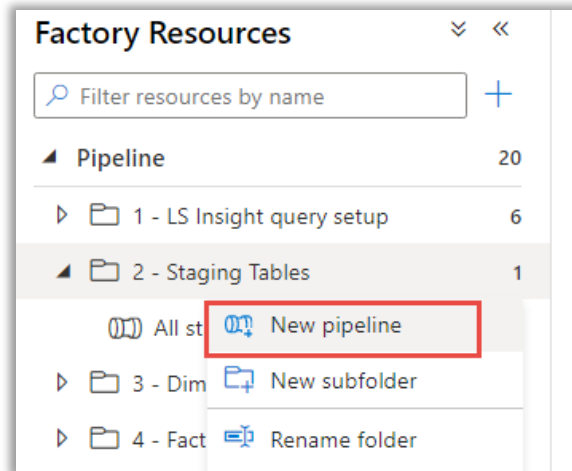 Factory Resources
Filter resources by name
Pipeline 20
1 - LS Insight query setup 6
2 - Staging Tables 1
All st New pipeline
3 - Dim New subfolder
4 - Fact Rename folder